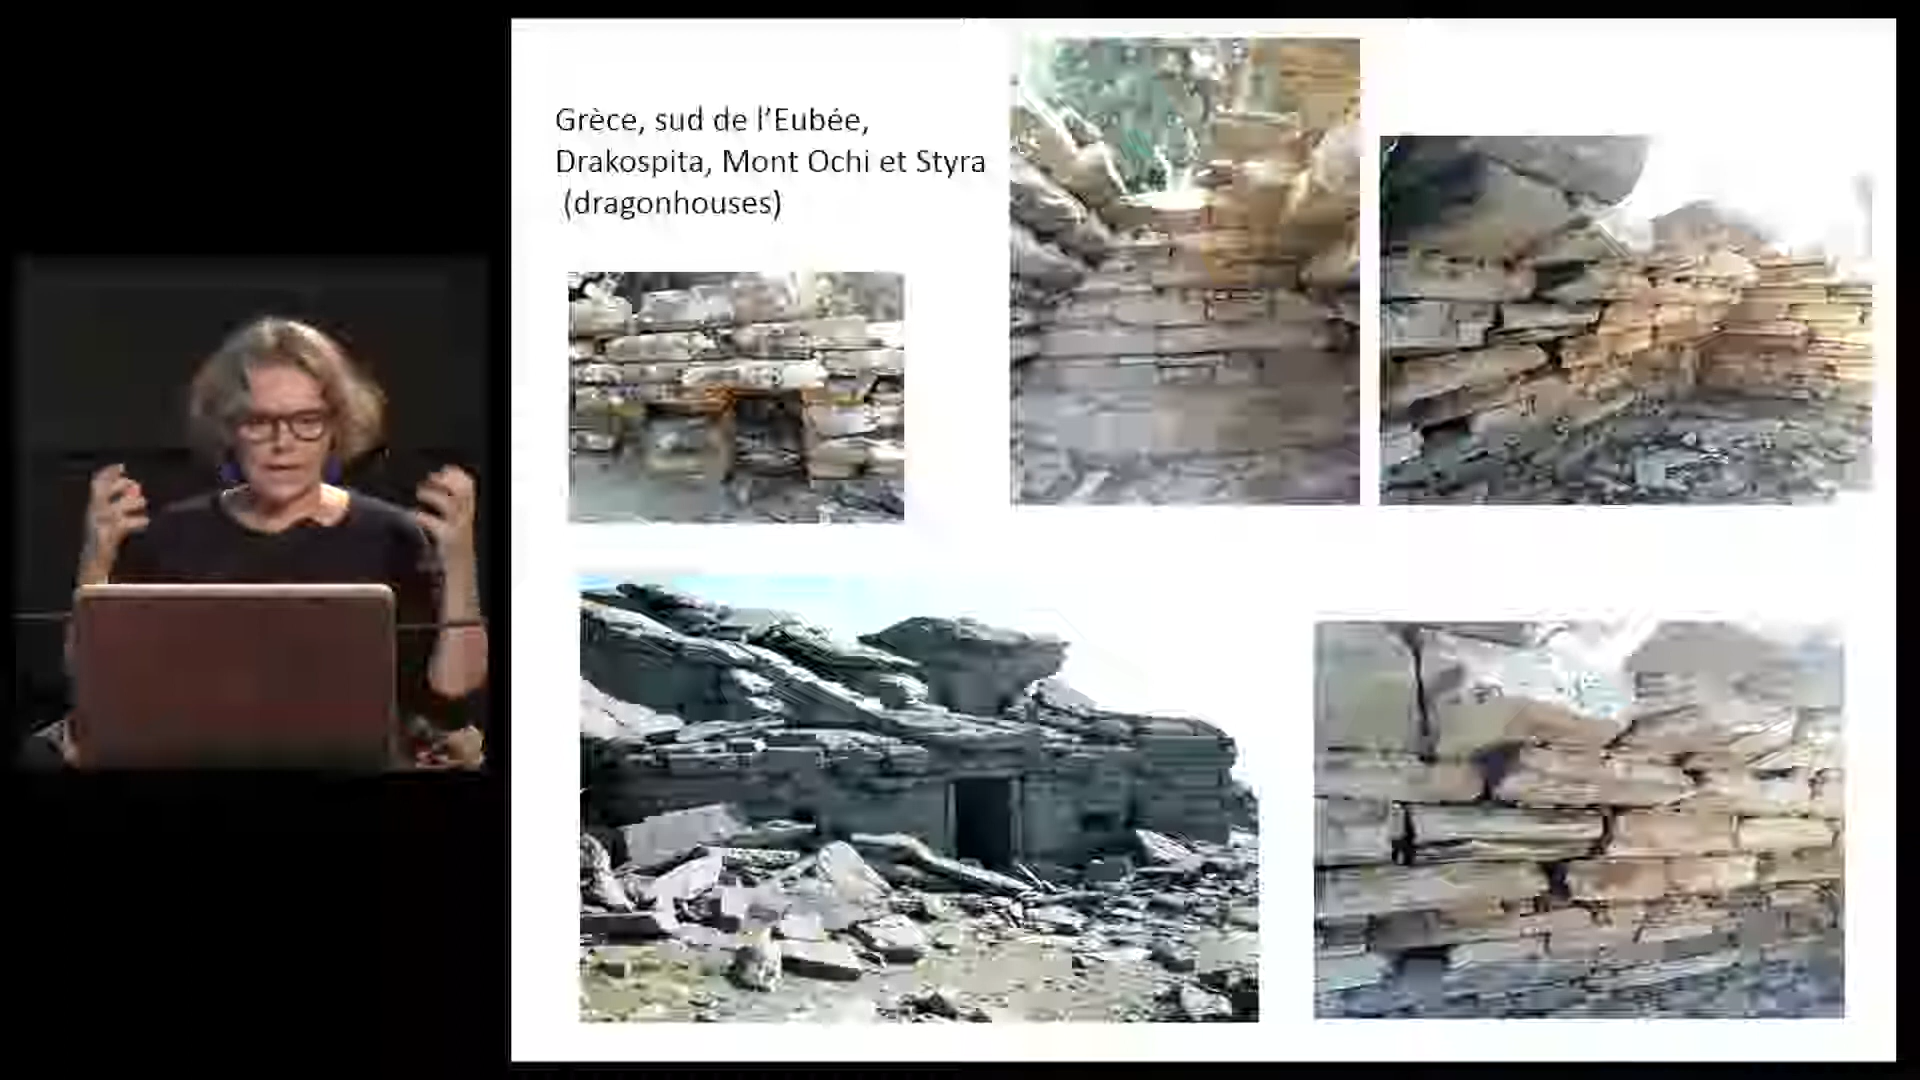 Grèce, sud de l'Eubée,
Drakospita, Mont Ochi et Styra
(dragonhouses)